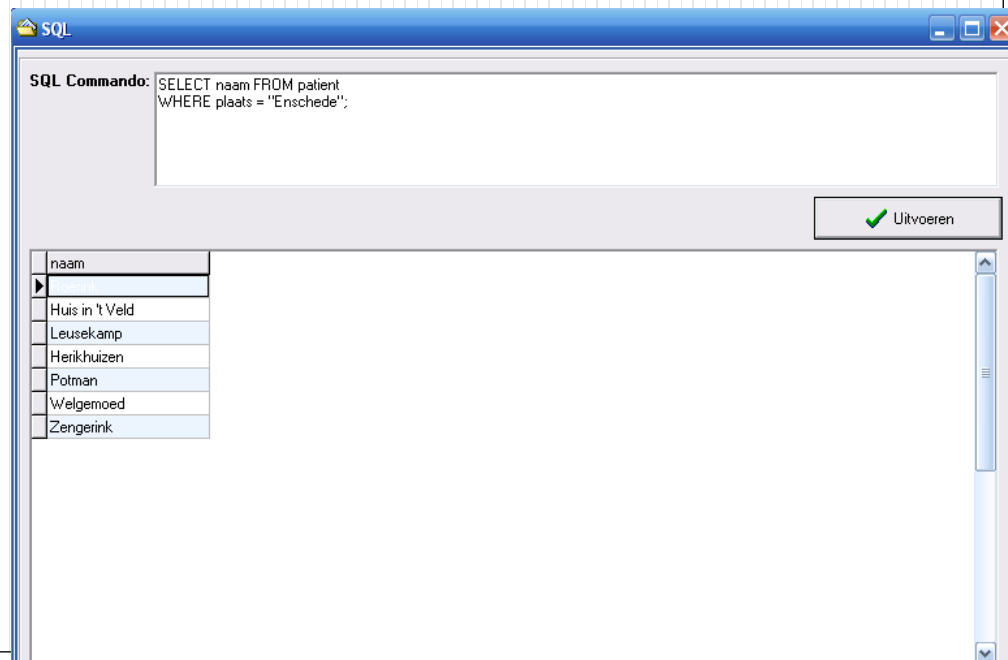 SQL
SQL Commando:
SELECT naam FROM patient
WHERE plaats = "Enschede";
Uitvoeren
naam
Huis in 't Veld
Leusekamp
Herikhuizen
Potman
Welgemoed
Zengerink